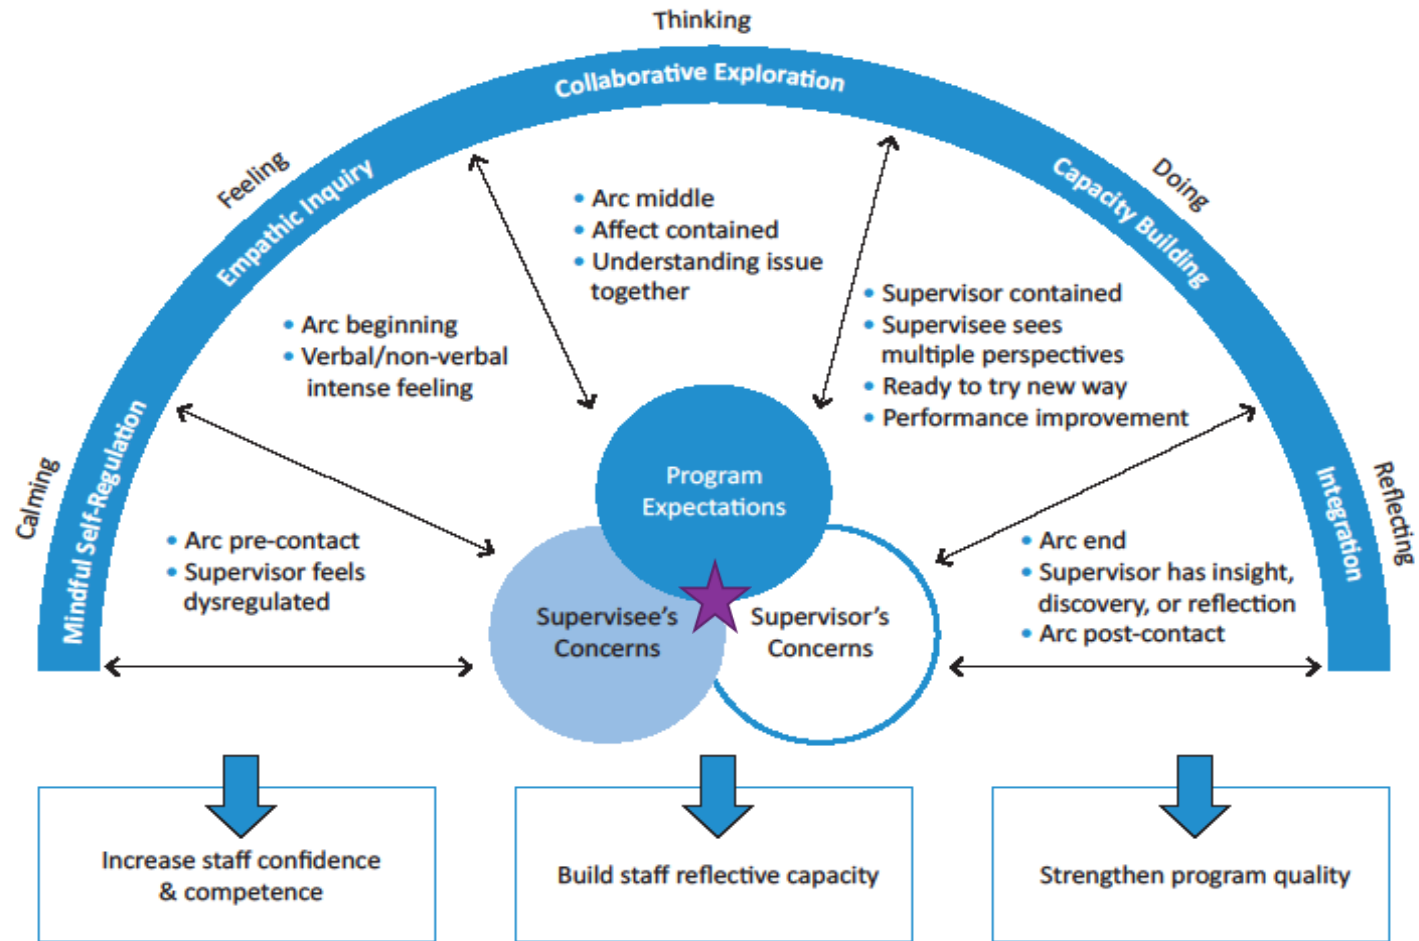 Thinking
Collaborative Exploration
Feeling
Empathic Inquiry
Doing
Capacity Building
Calming
Mindful Self-Regulation
Reflecting
Integration
• Arc middle
• Affect contained
• Understanding issue
together
• Arc beginning
• Verbal/non-verbal
intense feeling
• Supervisor contained
• Supervisee sees
multiple perspectives
• Ready to try new way
• Performance improvement
• Arc pre-contact
• Supervisor feels
dysregulated
• Arc end
• Supervisor has insight,
discovery, or reflection
• Arc post-contact
Program
Expectations
Supervisee's
Concerns
Supervisor's
Concerns
Increase staff confidence
& competence
Build staff reflective capacity
Strengthen program quality